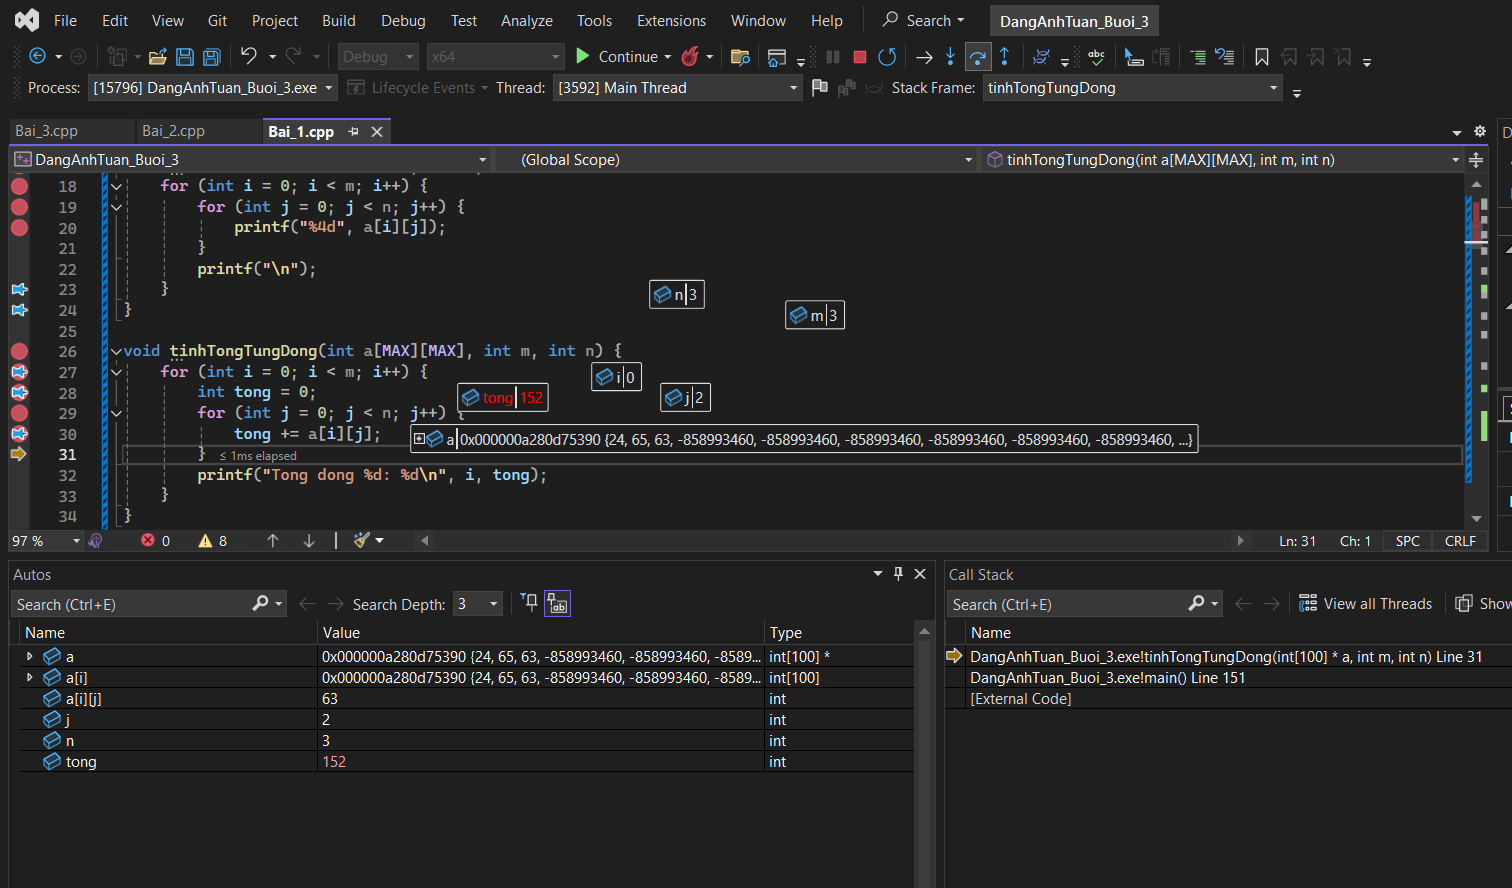 File Edit View Git Project Build Debug Test Analyze Tools Extensions Window Help Search DangAnhTuan_Buoi_3
Debug x64 Continue abc
Process: [15796] DangAnhTuan_Buoi_3.exe Lifecycle Events Thread: [3592] Main Thread Stack Frame: tinhTongTungDong
Bai_3.cpp Bai_2.cpp Bai_1.cpp
DangAnhTuan_Buoi_3 (Global Scope) tinhTongTungDong(int a[MAX][MAX], int m, int n)
18 for (int i = 0; i < m; i++) {
19 for (int j = 0; j < n; j++) {
20 printf("%4d", a[i][j]);
21 }
22 printf("\n");
23 }
n 3
24 }
m 3
25
26 void tinhTongTungDong(int a[MAX][MAX], int m, int n) {
27 for (int i = 0; i < m; i++) {
i 0
28 int tong = 0;
tong 152
j 2
29 for (int j = 0; j < n; j++) {
30 tong += a[i][j];
a 0x000000a280d75390 {24, 65, 63, -858993460, -858993460, -858993460, -858993460, -858993460, -858993460, ...}
31 } ≤ 1ms elapsed
32 printf("Tong dong %d: %d\n", i, tong);
33 }
34 }
97 % 0 8 Ln: 31 Ch: 1 SPC CRLF
Autos
Search (Ctrl+E) Search Depth: 3
Name Value Type
a 0x000000a280d75390 {24, 65, 63, -858993460, -858993460, -8589... int[100] *
a[i] 0x000000a280d75390 {24, 65, 63, -858993460, -858993460, -8589... int[100]
a[i][j] 63 int
j 2 int
n 3 int
tong 152 int
Call Stack
Search (Ctrl+E) View all Threads Show
Name
DangAnhTuan_Buoi_3.exe!tinhTongTungDong(int[100] * a, int m, int n) Line 31
DangAnhTuan_Buoi_3.exe!main() Line 151
[External Code]